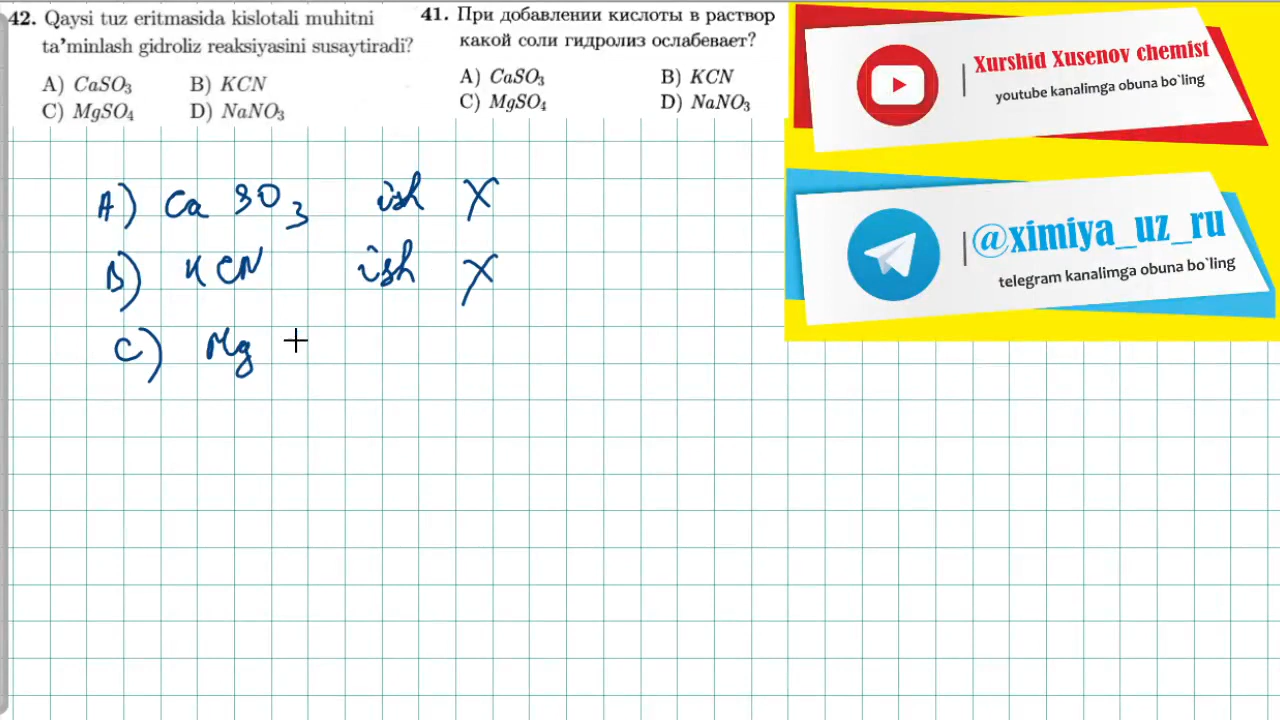 42. Qaysi tuz eritmasida kislotali muhitni
ta’minlash gidroliz reaksiyasini susaytiradi?
A) CaSO₃ B) KCN
C) MgSO₄ D) NaNO₃
41. При добавлении кислоты в раствор
какой соли гидролиз ослабевает?
A) CaSO₃ B) KCN
C) MgSO₄ D) NaNO₃
Xurshid Xusenov chemist
youtube kanalimga obuna bo`ling
@ximiya_uz_ru
telegram kanalimga obuna bo`ling
A) Ca SO₃ ish X
B) KCN ish X
C) Mg